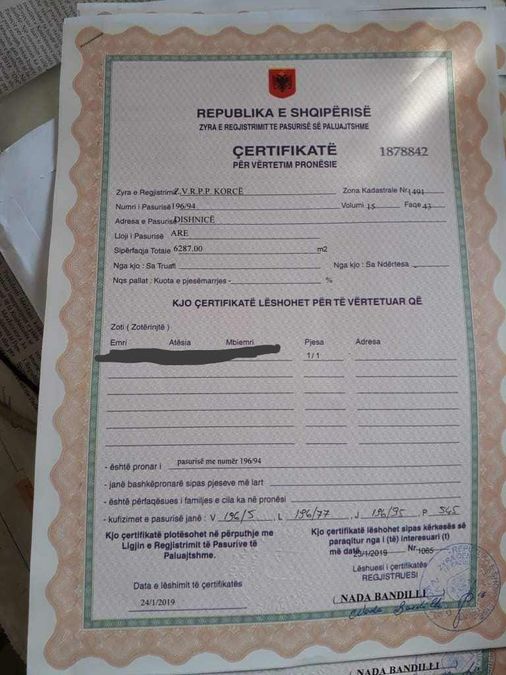 REPUBLIKA E SHQIPËRISË
ZYRA E REGJISTRIMIT TE PASURISË SË PALUAJTSHME
ÇERTIFIKATË
PËR VËRTETIM PRONËSIE
1878842
Zyra e Regjistrimit Z.V.R.P.P. KORCË Zona Kadastrale Nr 1491
Numri i Pasurisë 196/94 Volumi 15 Faqe 43
Adresa e Pasurisë DISHNICË
Lloji i Pasurisë ARE
Sipërfaqja Totale 6287.00 m2
Nga kjo : Sa Truall Nga kjo : Sa Ndërtesa
Nqs pallat : Kuota e pjesëmarrjes - %
KJO ÇERTIFIKATË LËSHOHET PËR TË VËRTETUAR QË
Zoti ( Zotërinjtë )
Emri Atësia Mbiemri Pjesa Adresa
1/1
- është pronar i pasurisë me numër 196/94
- janë bashkëpronarë sipas pjeseve më lart
- është përfaqësues i familjes e cila ka në pronësi
- kufizimet e pasurisë janë : V 196/5 L 196/77 J 196/95 P 545
Kjo çertifikatë plotësohet në përputhje me
Ligjin e Regjistrimit të Pasurive të
Paluajtshme.
Kjo çertifikatë lëshohet sipas kërkesës së
paraqitur nga i (të) interesuari (t)
më datë 25/1/2019 Nr.1085
Lëshuesi i çertifikatës
REGJISTRUESI
Data e lëshimit të çertifikatës
24/1/2019
( NADA BANDILLI )
Nada Bandilli
NADA BANDILLI